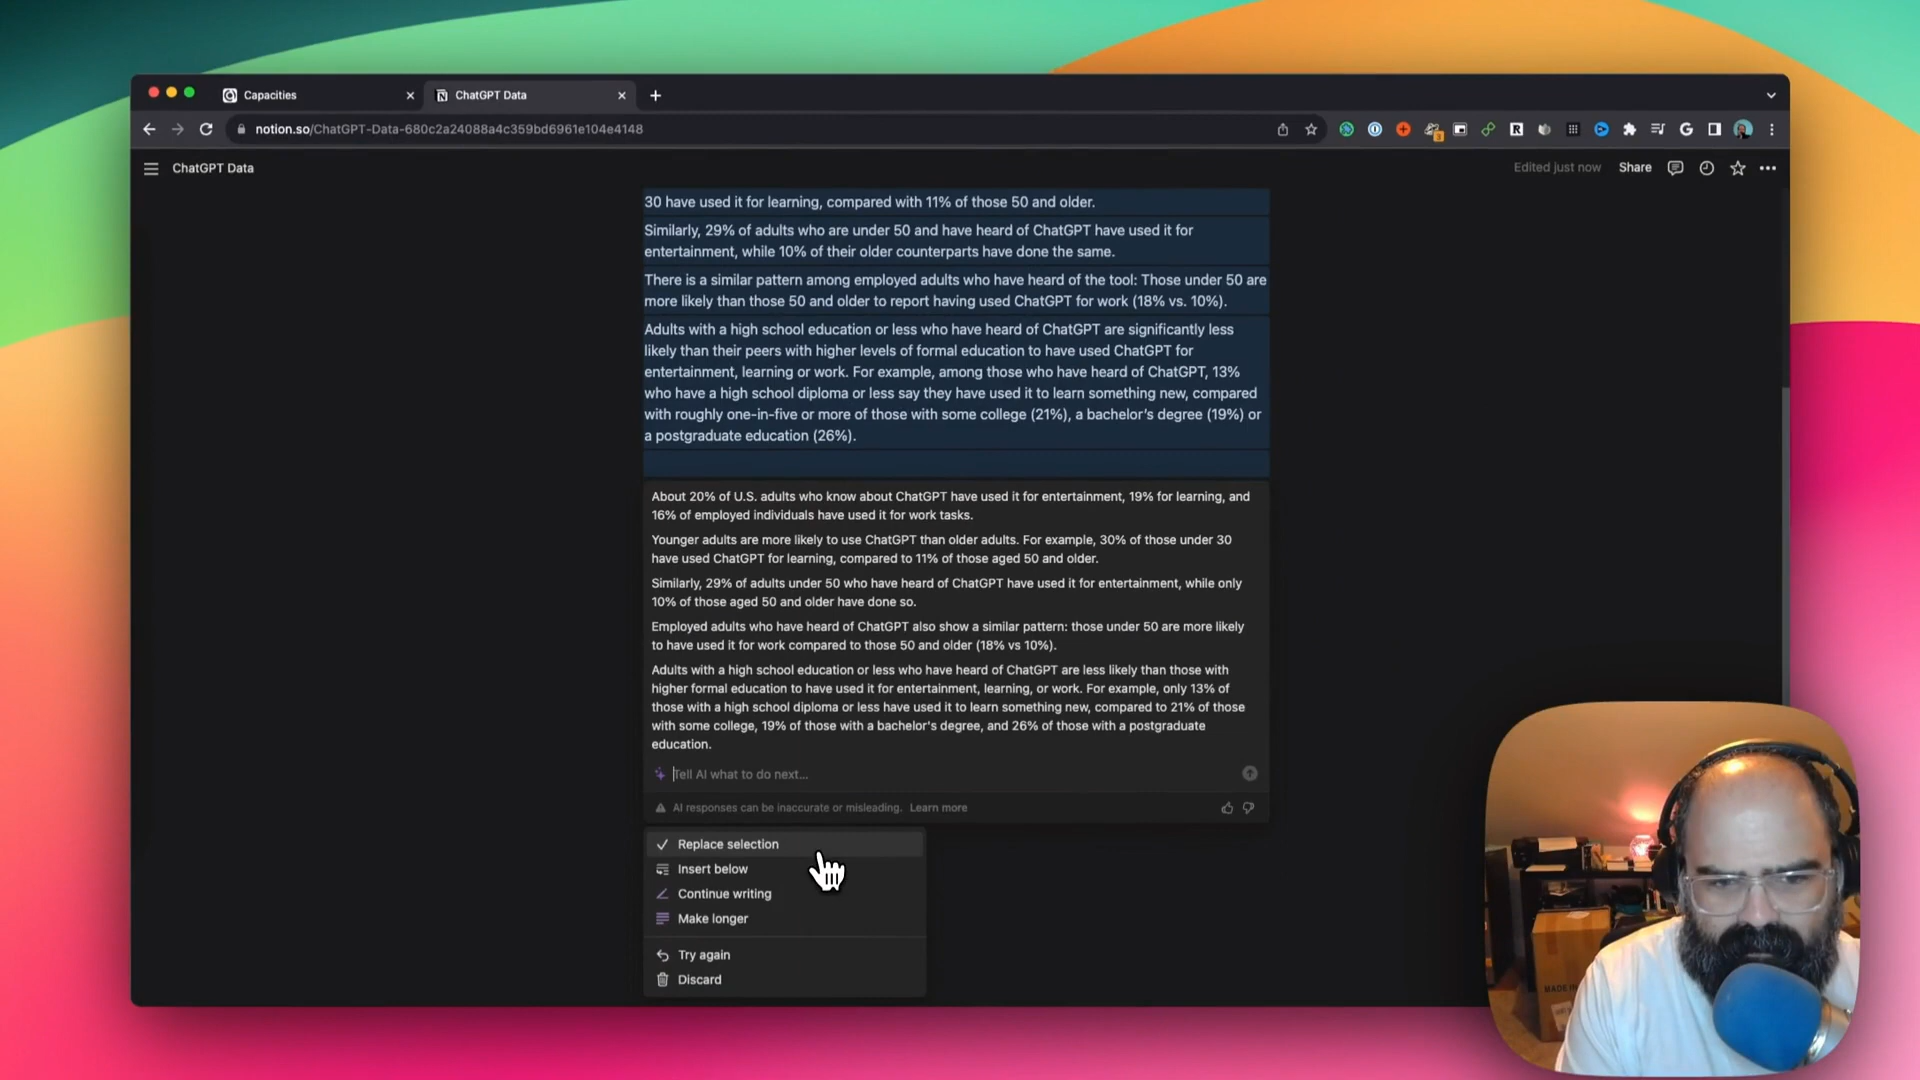 Capacities
ChatGPT Data
notion.so/ChatGPT-Data-680c2a24088a4c359bd6961e104e4148
ChatGPT Data
Edited just now
Share
30 have used it for learning, compared with 11% of those 50 and older.
Similarly, 29% of adults who are under 50 and have heard of ChatGPT have used it for
entertainment, while 10% of their older counterparts have done the same.
There is a similar pattern among employed adults who have heard of the tool: Those under 50 are
more likely than those 50 and older to report having used ChatGPT for work (18% vs. 10%).
Adults with a high school education or less who have heard of ChatGPT are significantly less
likely than their peers with higher levels of formal education to have used ChatGPT for
entertainment, learning or work. For example, among those who have heard of ChatGPT, 13%
who have a high school diploma or less say they have used it to learn something new, compared
with roughly one-in-five or more of those with some college (21%), a bachelor’s degree (19%) or
a postgraduate education (26%).
About 20% of U.S. adults who know about ChatGPT have used it for entertainment, 19% for learning, and
16% of employed individuals have used it for work tasks.
Younger adults are more likely to use ChatGPT than older adults. For example, 30% of those under 30
have used ChatGPT for learning, compared to 11% of those aged 50 and older.
Similarly, 29% of adults under 50 who have heard of ChatGPT have used it for entertainment, while only
10% of those aged 50 and older have done so.
Employed adults who have heard of ChatGPT also show a similar pattern: those under 50 are more likely
to have used it for work compared to those 50 and older (18% vs 10%).
Adults with a high school education or less who have heard of ChatGPT are less likely than those with
higher formal education to have used it for entertainment, learning, or work. For example, only 13% of
those with a high school diploma or less have used it to learn something new, compared to 21% of those
with some college, 19% of those with a bachelor's degree, and 26% of those with a postgraduate
education.
Tell AI what to do next...
AI responses can be inaccurate or misleading. Learn more
Replace selection
Insert below
Continue writing
Make longer
Try again
Discard
MADE IN